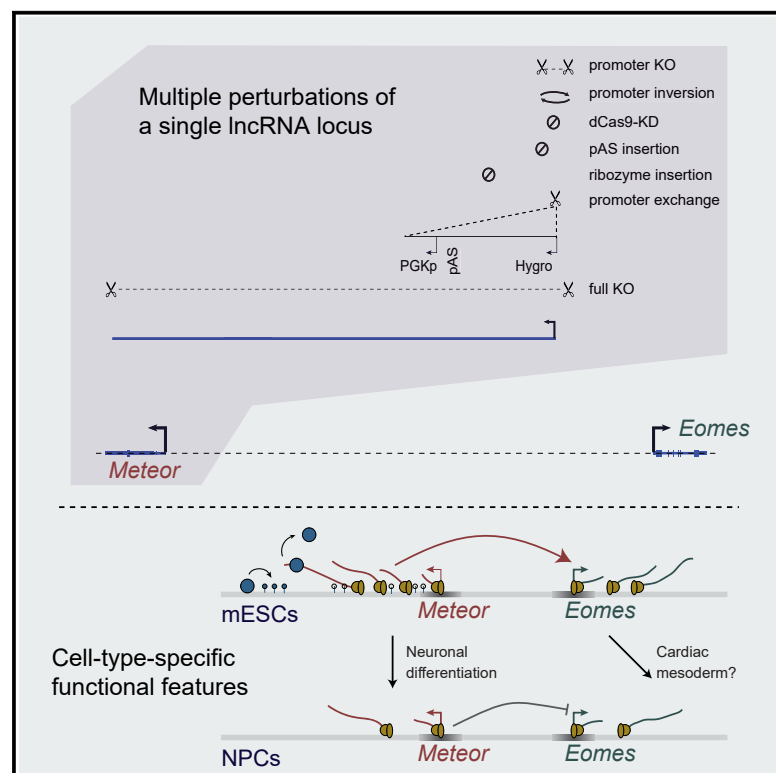 Multiple perturbations of
a single lncRNA locus
promoter KO
promoter inversion
dCas9-KD
pAS insertion
ribozyme insertion
promoter exchange
PGKp
pAS
Hygro
full KO
Meteor
Eomes
mESCs
Meteor
Eomes
Cell-type-specific
functional features
Neuronal
differentiation
Cardiac
mesoderm?
NPCs
Meteor
Eomes